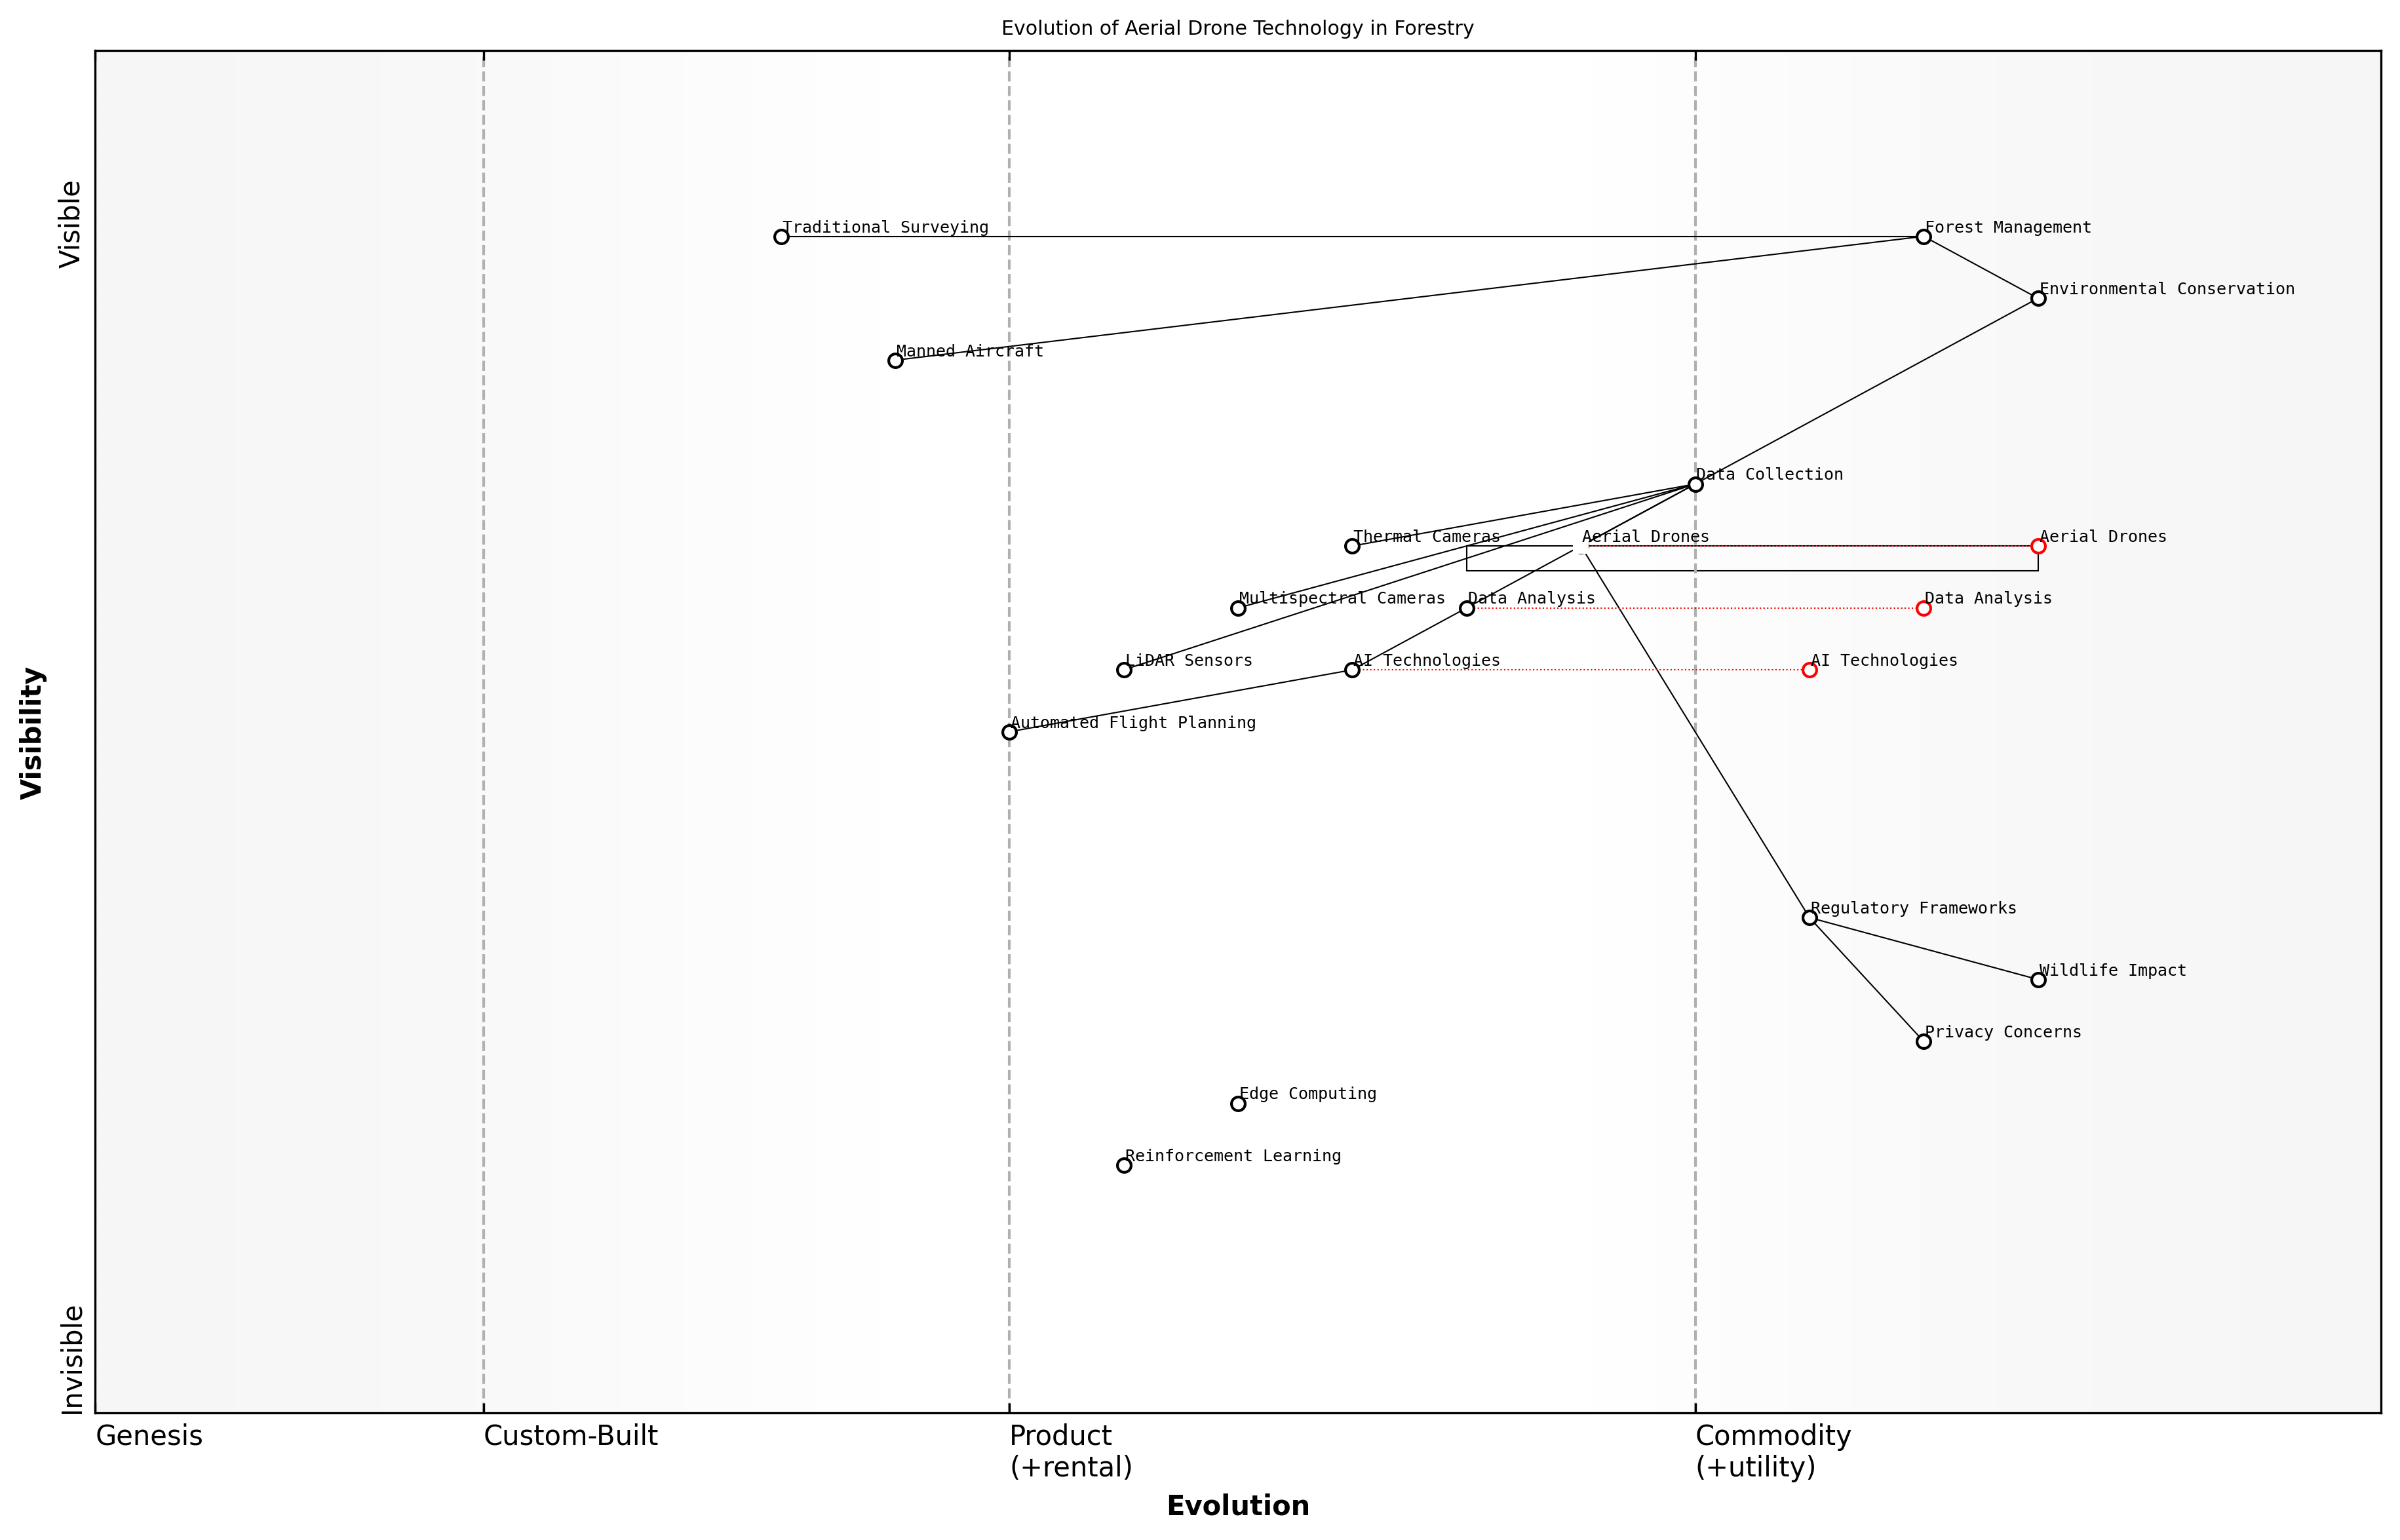 Evolution of Aerial Drone Technology in Forestry
Visible
Traditional Surveying
Forest Management
Environmental Conservation
Manned Aircraft
Data Collection
Thermal Cameras
Aerial Drones
Aerial Drones
Multispectral Cameras
Data Analysis
Data Analysis
LiDAR Sensors
AI Technologies
AI Technologies
Automated Flight Planning
Visibility
Regulatory Frameworks
Wildlife Impact
Privacy Concerns
Edge Computing
Reinforcement Learning
Invisible
Genesis
Custom-Built
Product
(+rental)
Commodity
(+utility)
Evolution